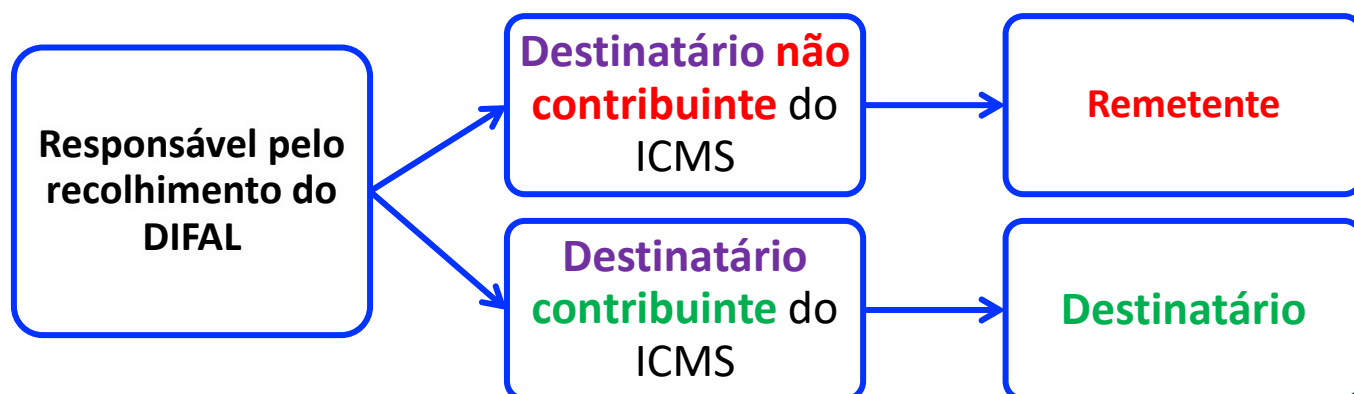 Responsável pelo
recolhimento do
DIFAL
Destinatário não
contribuinte do
ICMS
Remetente
Destinatário
contribuinte do
ICMS
Destinatário